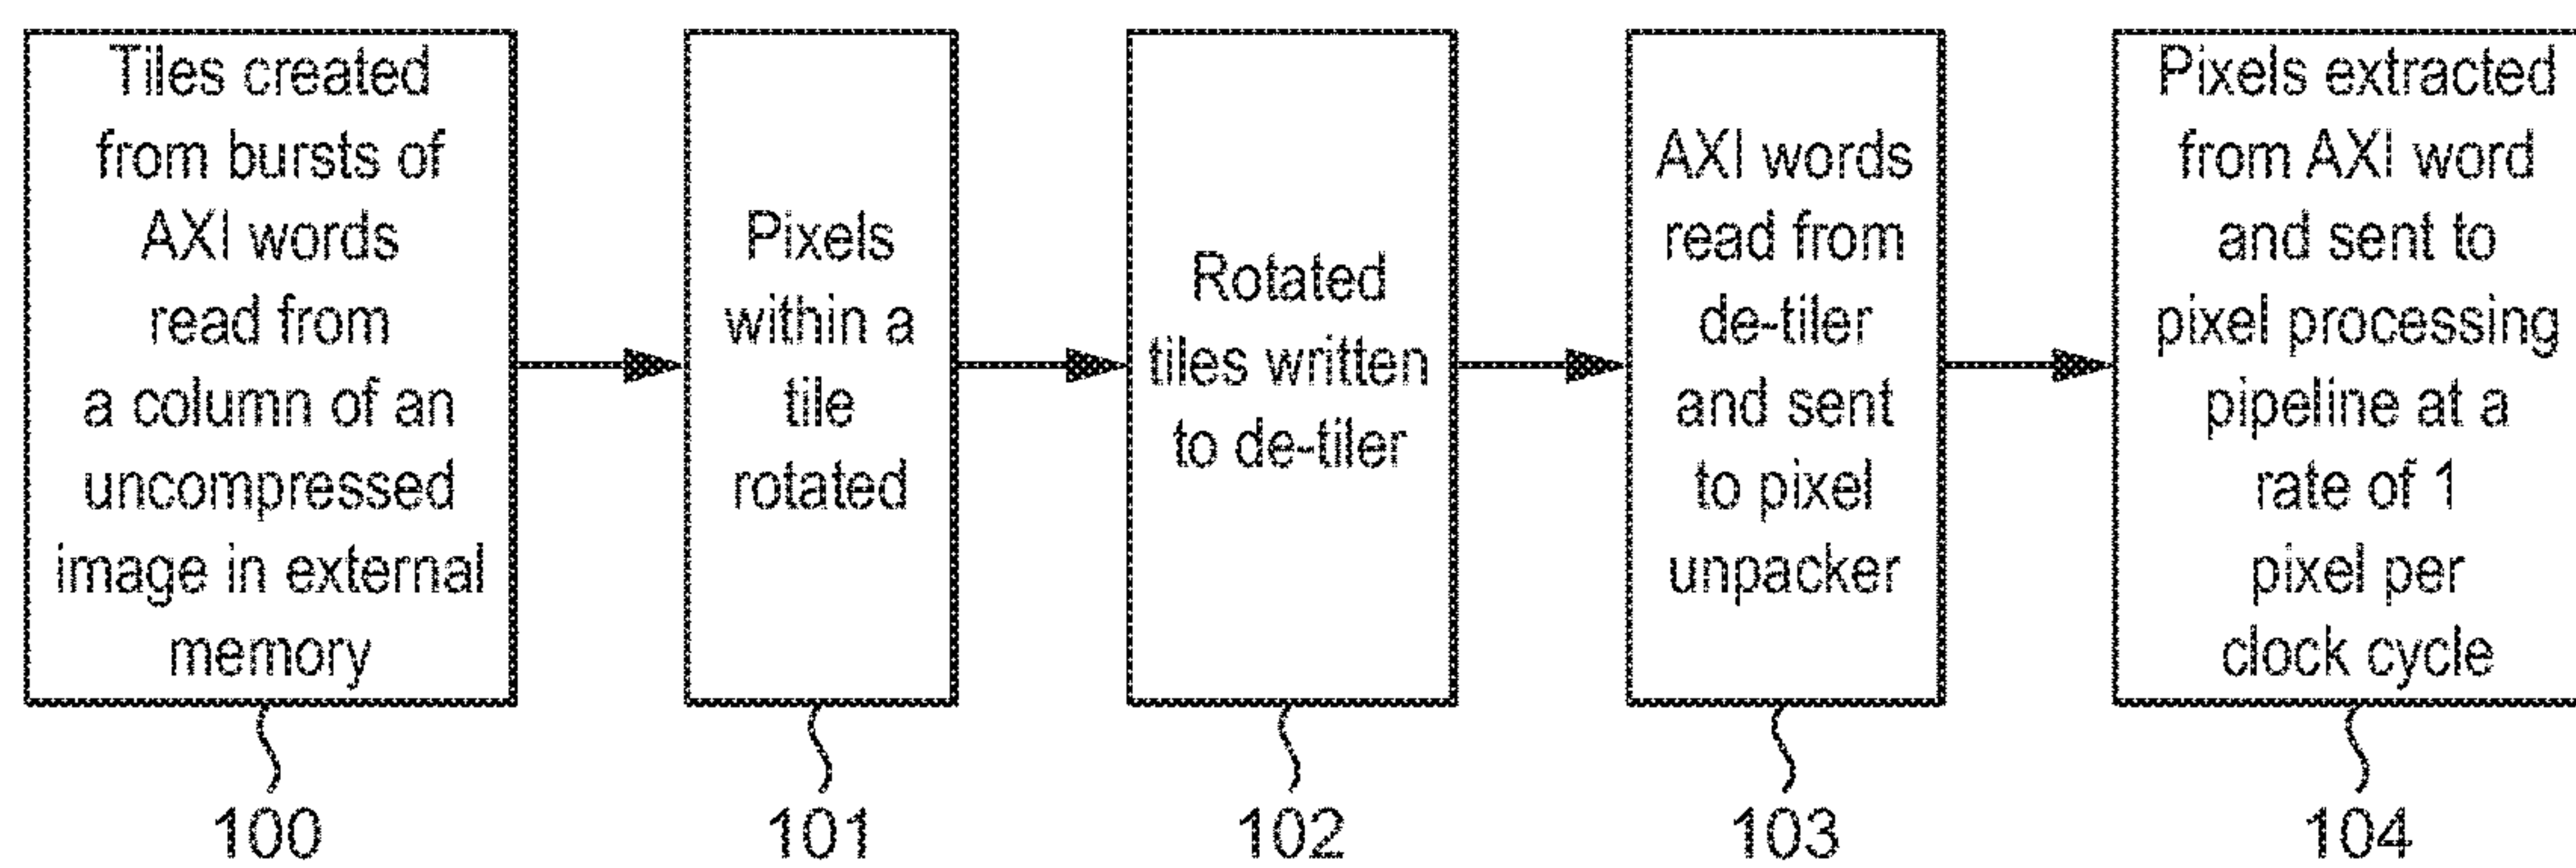 Tiles created
from bursts of
AXI words
read from
a column of an
uncompressed
image in external
memory
Pixels
within a
tile
rotated
Rotated
tiles written
to de-tiler
AXI words
read from
de-tiler
and sent
to pixel
unpacker
Pixels extracted
from AXI word
and sent to
pixel processing
pipeline at a
rate of 1
pixel per
clock cycle
100
101
102
103
104